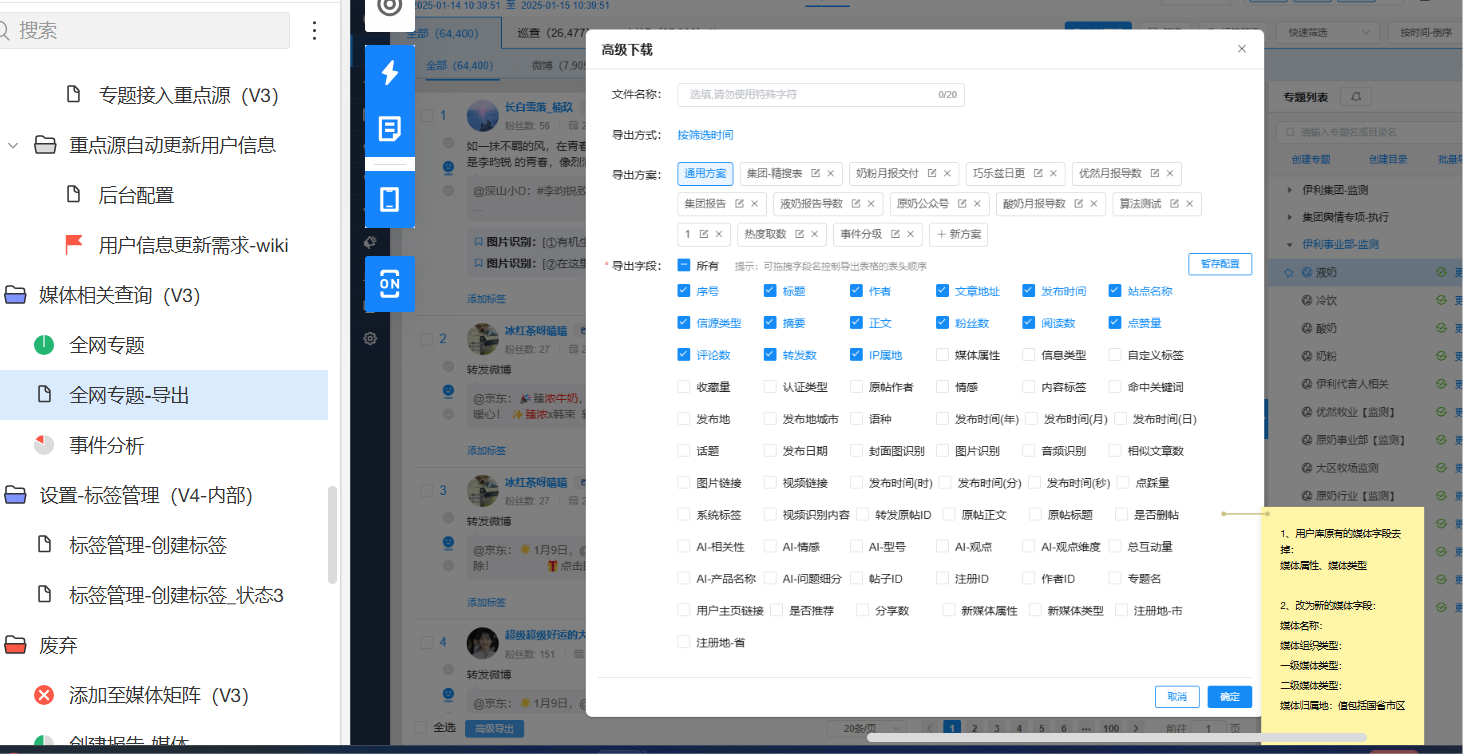 搜索
专题接入重点源（V3）
重点源自动更新用户信息
后台配置
用户信息更新需求-wiki
媒体相关查询（V3）
全网专题
全网专题-导出
事件分析
设置-标签管理（V4-内部）
标签管理-创建标签
标签管理-创建标签_状态3
废弃
添加至媒体矩阵（V3）
创建报告-媒体
ON
2025-01-14 10:39:51 至 2025-01-15 10:39:51
全部 (64,400) 巡查 (26,477
全部 (64,400) 微博 (7,909
快速筛选 按时间-倒序
1 长白雪落_楠玖
粉丝数: 56
如一抹不羁的风，在青春
是李昀锐 的青春，像烈
@深山小D：#李昀锐
...
图片识别：[①有机生
图片识别：[②在这里
添加标签
2 冰红茶呀嘻嘻
粉丝数: 27
转发微博
@京东：臻浓牛奶，
暖心！臻浓x韩束
添加标签
3 冰红茶呀嘻嘻
粉丝数: 27
转发微博
@京东：1月9日，
除！ 点击
添加标签
4 超级超级好运的大
粉丝数: 151
转发微博
@京东：1月9日，
全选 高级导出
20条/页 1 2 3 4 5 6 ... 100 前往 1 页
高级下载
文件名称： 选填,请勿使用特殊字符 0/20
导出方式： 按筛选时间
导出方案： 通用方案 集团-精搜表 奶粉月报交付 巧乐兹日更 优然月报导数
集团报告 液奶报告导数 原奶公众号 酸奶月报导数 算法测试
1 热度取数 事件分级 + 新方案
* 导出字段： 所有 提示：可拖拽字段名控制导出表格的表头顺序 暂存配置
序号 标题 作者 文章地址 发布时间 站点名称
信源类型 摘要 正文 粉丝数 阅读数 点赞量
评论数 转发数 IP属地 媒体属性 信息类型 自定义标签
收藏量 认证类型 原帖作者 情感 内容标签 命中关键词
发布地 发布地城市 语种 发布时间(年) 发布时间(月) 发布时间(日)
话题 发布日期 封面图识别 图片识别 音频识别 相似文章数
图片链接 视频链接 发布时间(时) 发布时间(分) 发布时间(秒) 点踩量
系统标签 视频识别内容 转发原帖ID 原帖正文 原帖标题 是否删帖
AI-相关性 AI-情感 AI-型号 AI-观点 AI-观点维度 总互动量
AI-产品名称 AI-问题细分 帖子ID 注册ID 作者ID 专题名
用户主页链接 是否推荐 分享数 新媒体属性 新媒体类型 注册地-市
注册地-省
取消 确定
专题列表
请输入专题名或目录名
创建专题 创建目录 批量
伊利集团-监测
集团舆情专项-执行
伊利事业部-监测
液奶
冷饮
酸奶
奶粉
伊利代言人相关
优然牧业【监测】
原奶事业部【监测】
大区牧场监测
原奶行业【监测】
1、用户库原有的媒体字段去
掉：
媒体属性、媒体类型
2、改为新的媒体字段：
媒体名称：
媒体组织类型：
一级媒体类型：
二级媒体类型：
媒体归属地：值包括国省市区